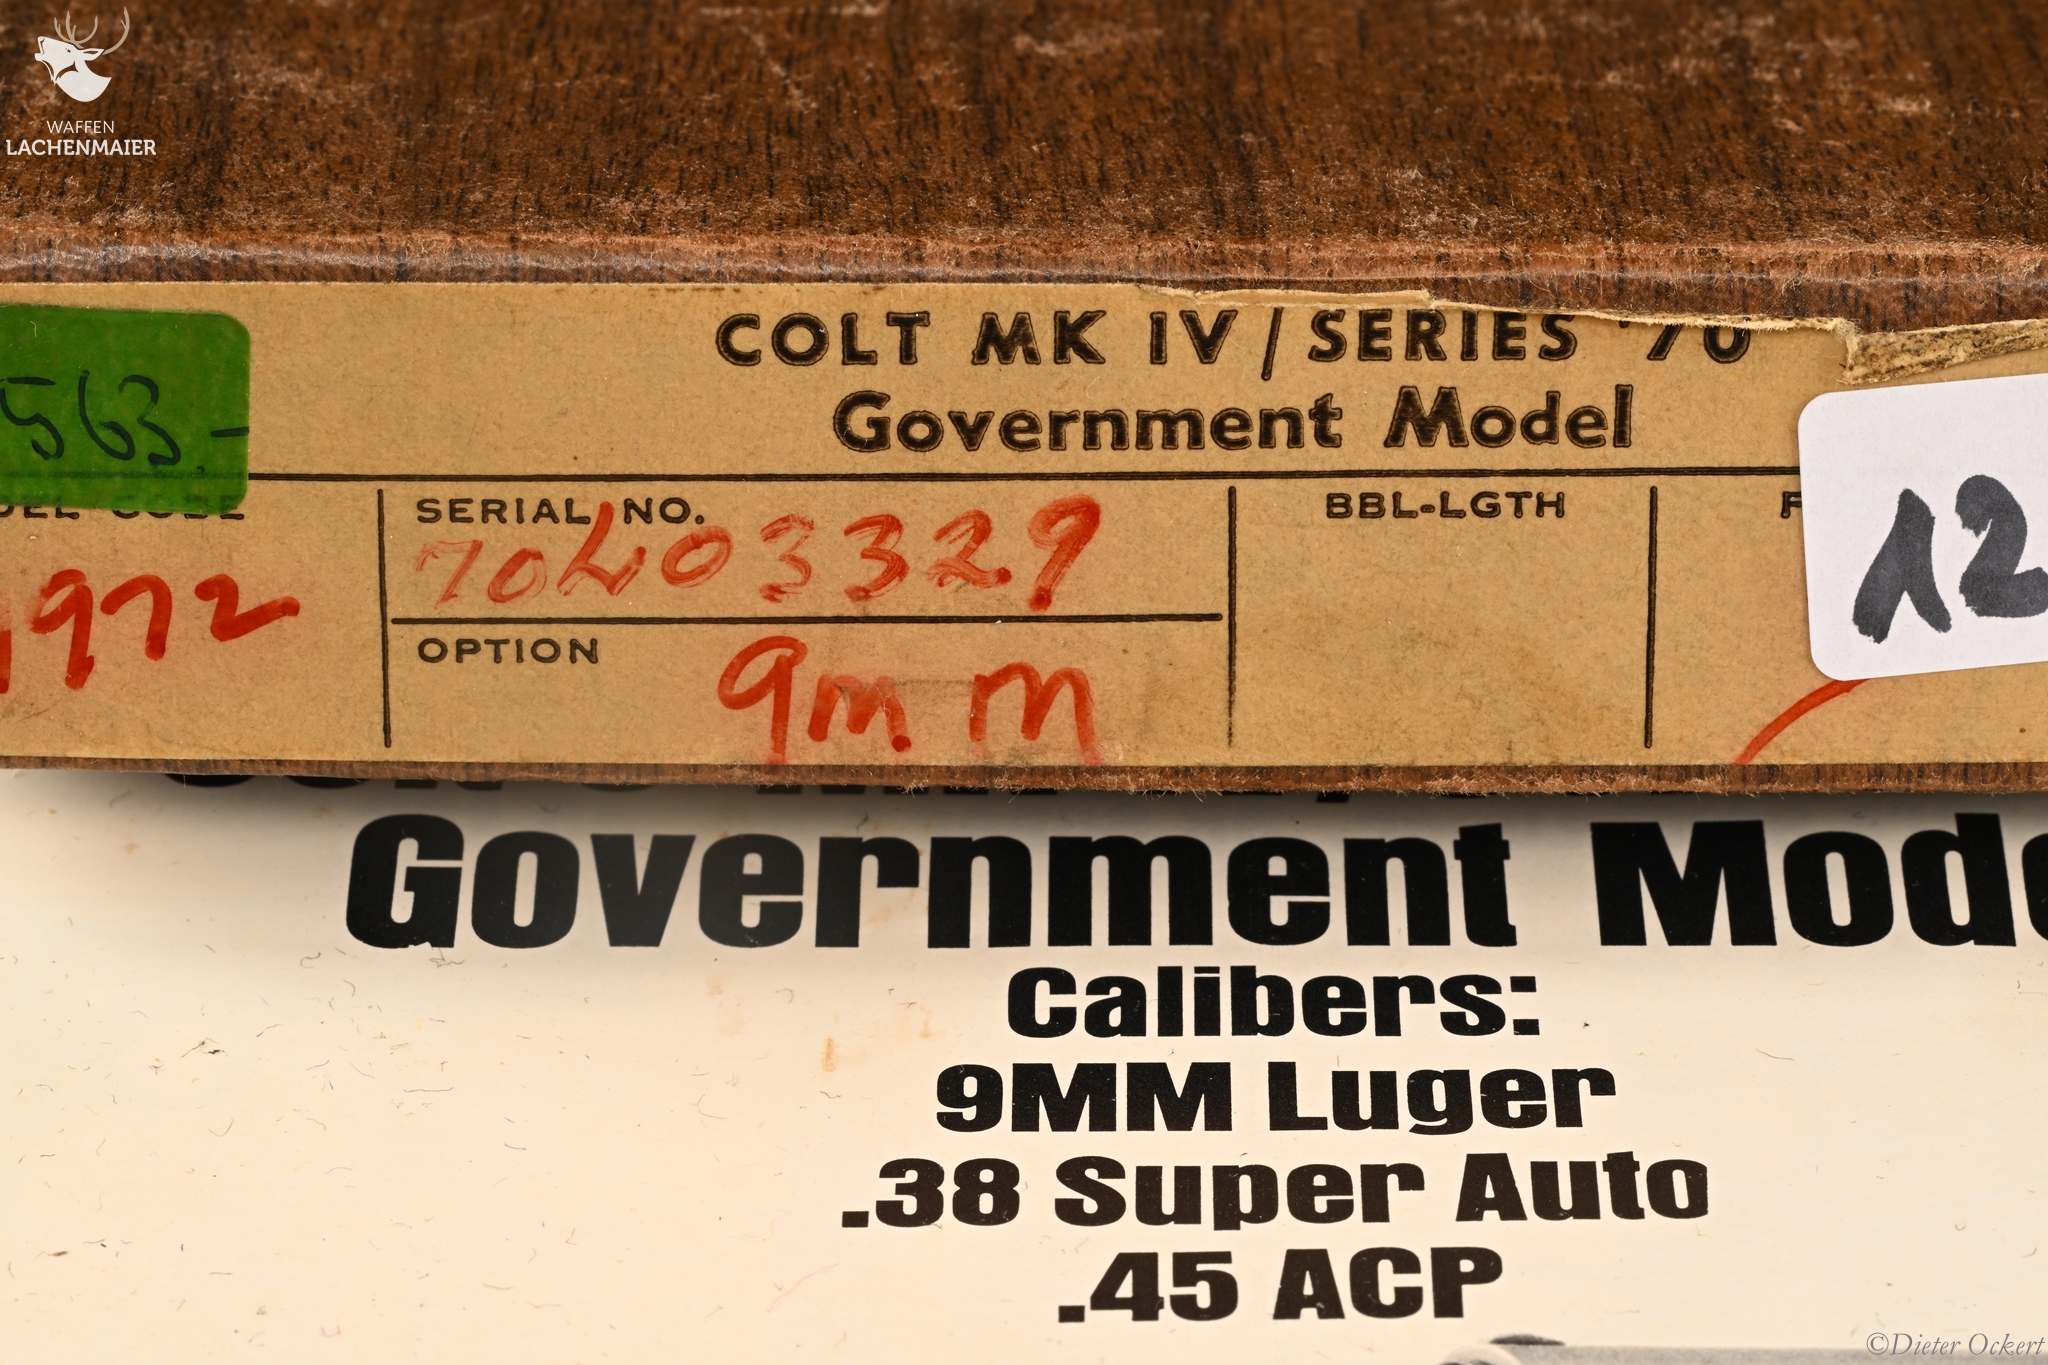 WAFFEN
LACHENMAIER
COLT MK IV / SERIES '70
Government Model
563-
SERIAL NO.
70L03329
BBL-LGTH
12
972
OPTION
9mm
Government Mode
Calibers:
9MM Luger
.38 Super Auto
.45 ACP
©Dieter Ockert